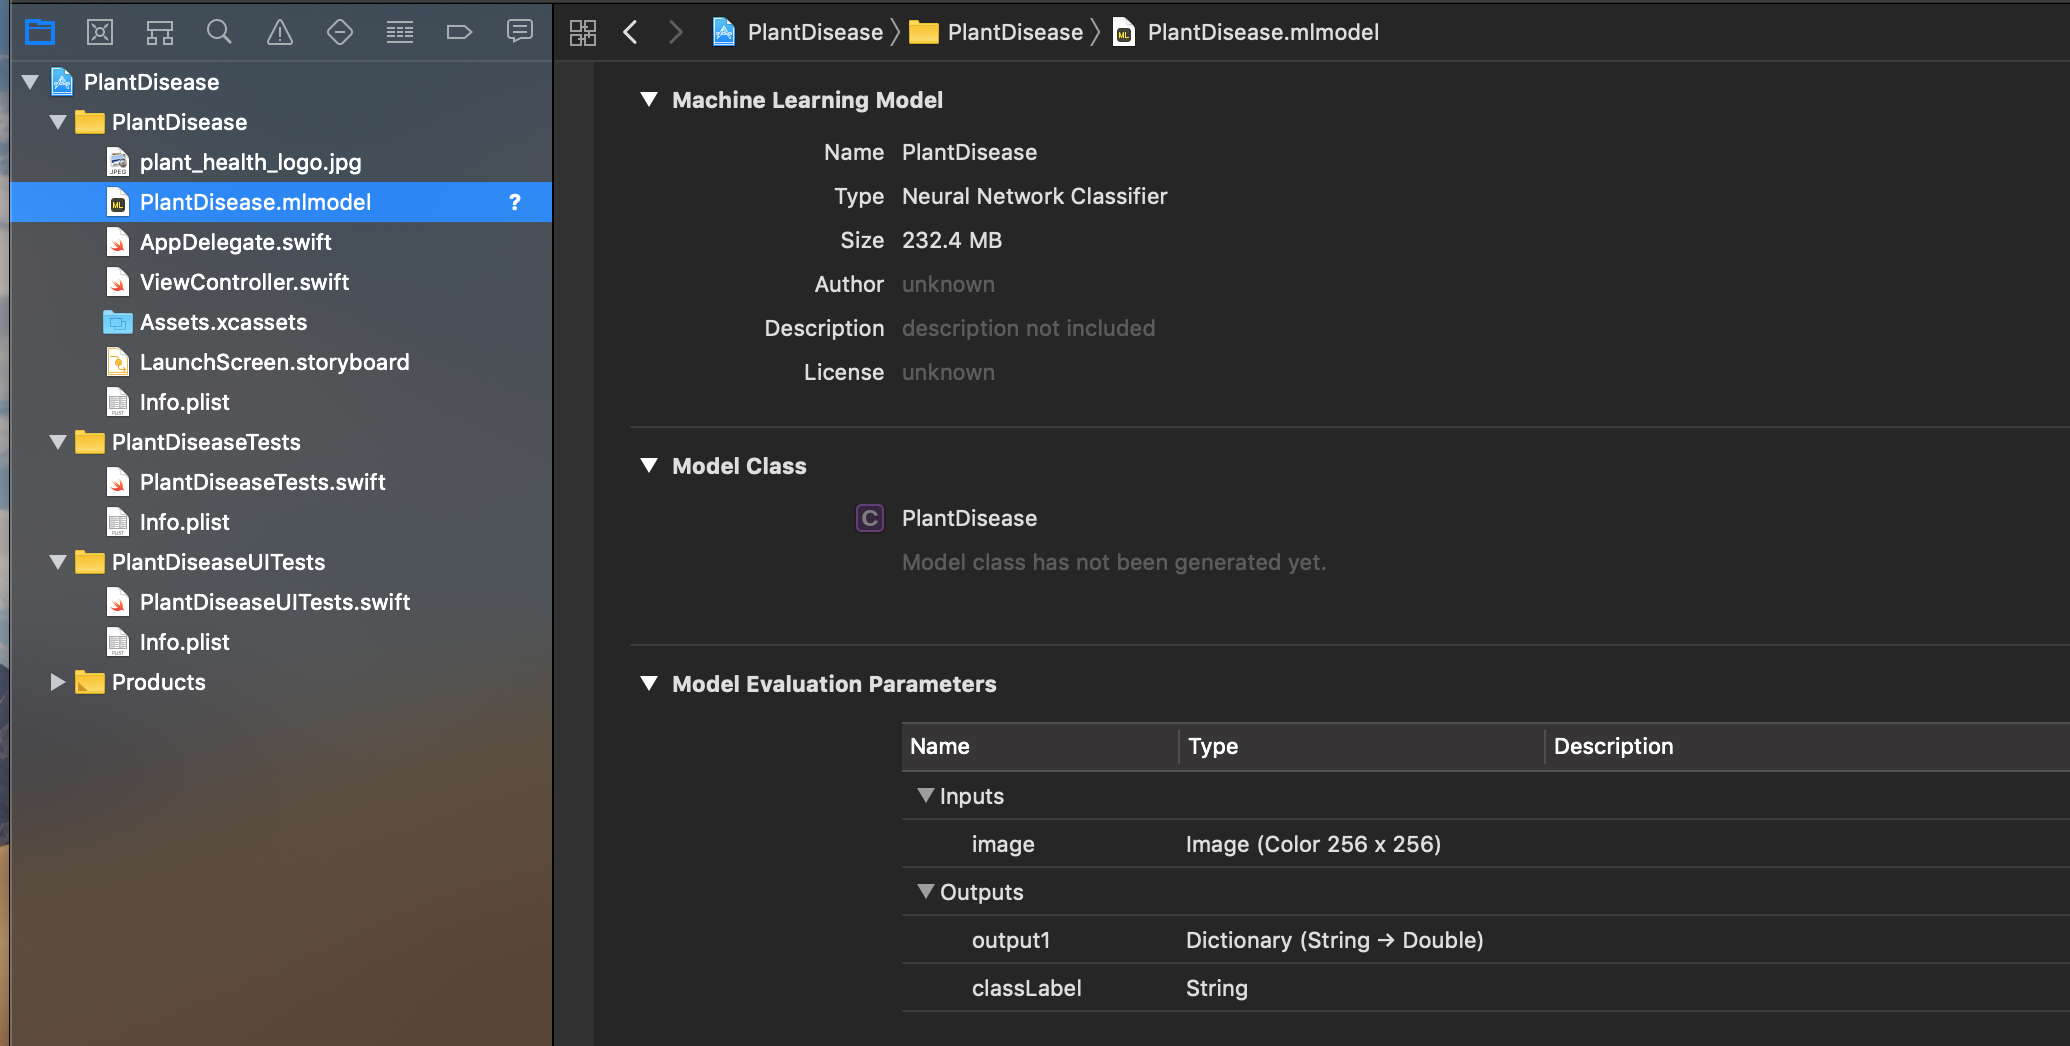 PlantDisease
PlantDisease
plant_health_logo.jpg
PlantDisease.mlmodel ?
AppDelegate.swift
ViewController.swift
Assets.xcassets
LaunchScreen.storyboard
Info.plist
PlantDiseaseTests
PlantDiseaseTests.swift
Info.plist
PlantDiseaseUITests
PlantDiseaseUITests.swift
Info.plist
Products
PlantDisease PlantDisease PlantDisease.mlmodel
Machine Learning Model
Name PlantDisease
Type Neural Network Classifier
Size 232.4 MB
Author unknown
Description description not included
License unknown
Model Class
C PlantDisease
Model class has not been generated yet.
Model Evaluation Parameters
Name Type Description
Inputs
image Image (Color 256 x 256)
Outputs
output1 Dictionary (String → Double)
classLabel String